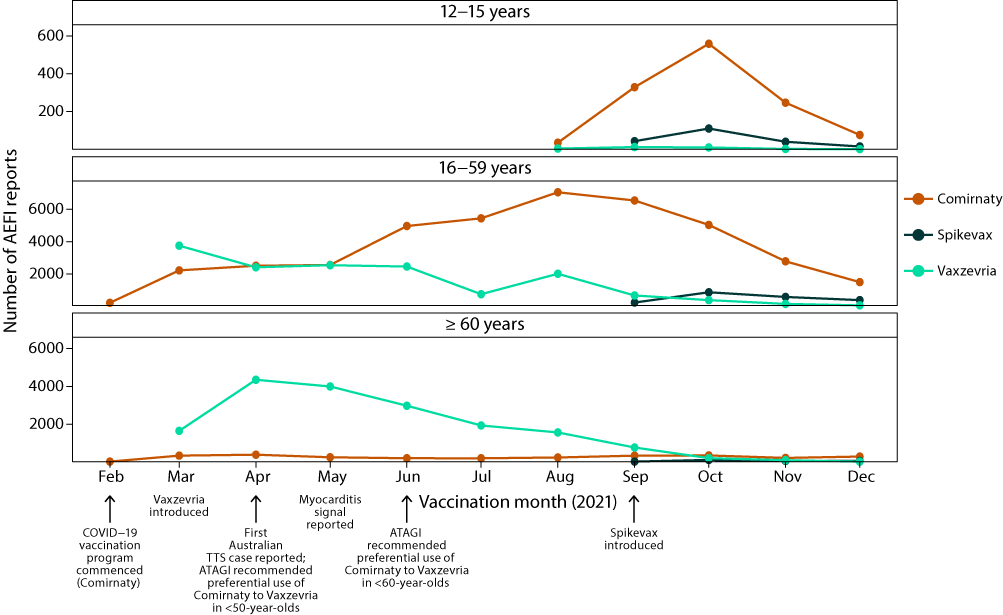 12–15 years
600
400
200
16–59 years
6000
4000
2000
≥ 60 years
6000
4000
2000
Number of AEFI reports
Comirnaty
Spikevax
Vaxzevria
Feb Mar Apr May Jun Jul Aug Sep Oct Nov Dec
Vaccination month (2021)
COVID–19
vaccination
program
commenced
(Comirnaty)
Vaxzevria
introduced
First
Australian
TTS case reported;
ATAGI recommended
preferential use of
Comirnaty to Vaxzevria
in <50-year-olds
Myocarditis
signal
reported
ATAGI
recommended
preferential use of
Comirnaty to Vaxzevria
in <60-year-olds
Spikevax
introduced